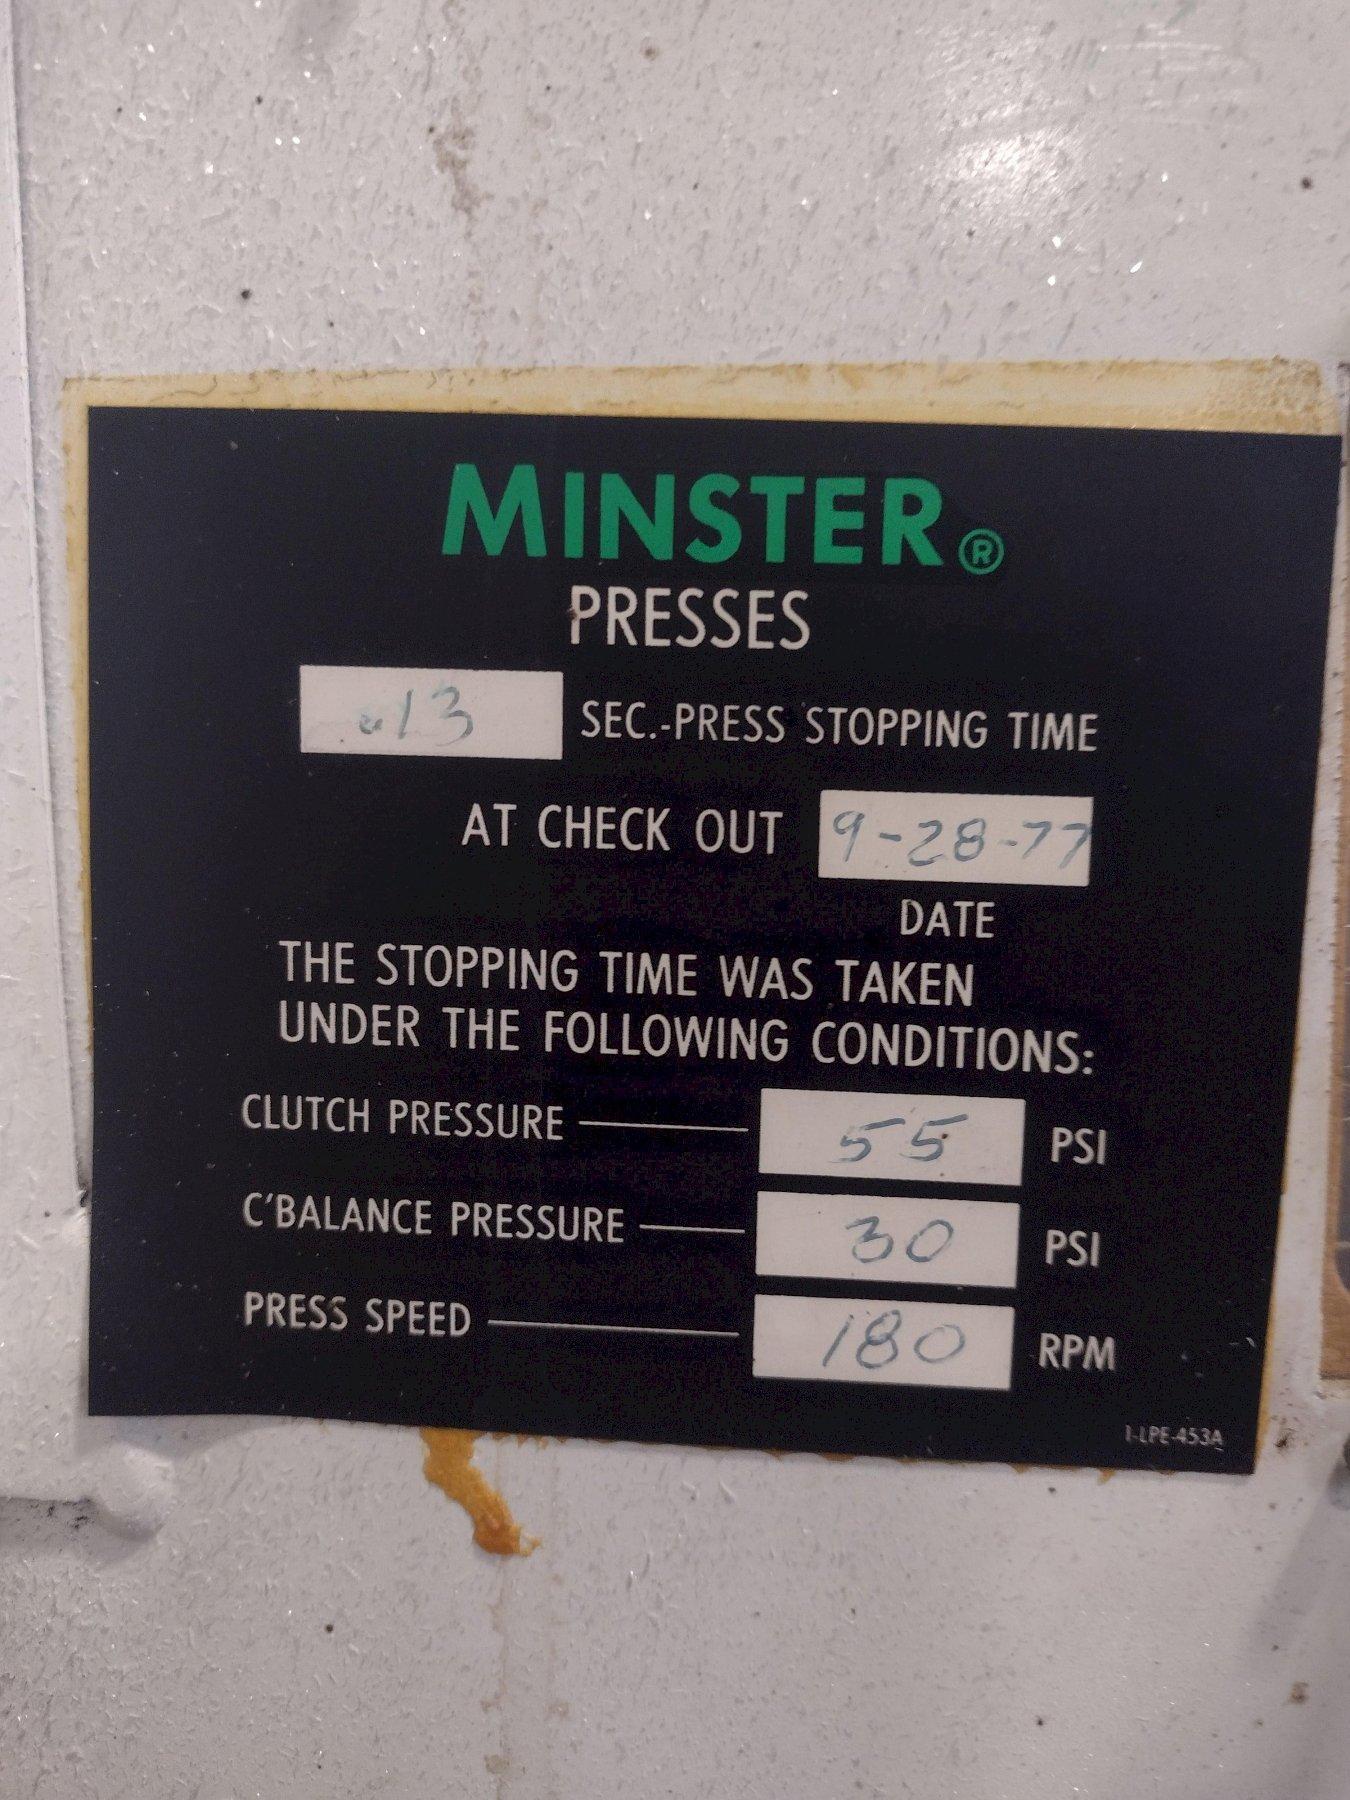 MINSTER®
PRESSES
.13 SEC.-PRESS STOPPING TIME
AT CHECK OUT 9-28-77
DATE
THE STOPPING TIME WAS TAKEN
UNDER THE FOLLOWING CONDITIONS:
CLUTCH PRESSURE 55 PSI
C'BALANCE PRESSURE 30 PSI
PRESS SPEED 180 RPM
1-LPE-453A